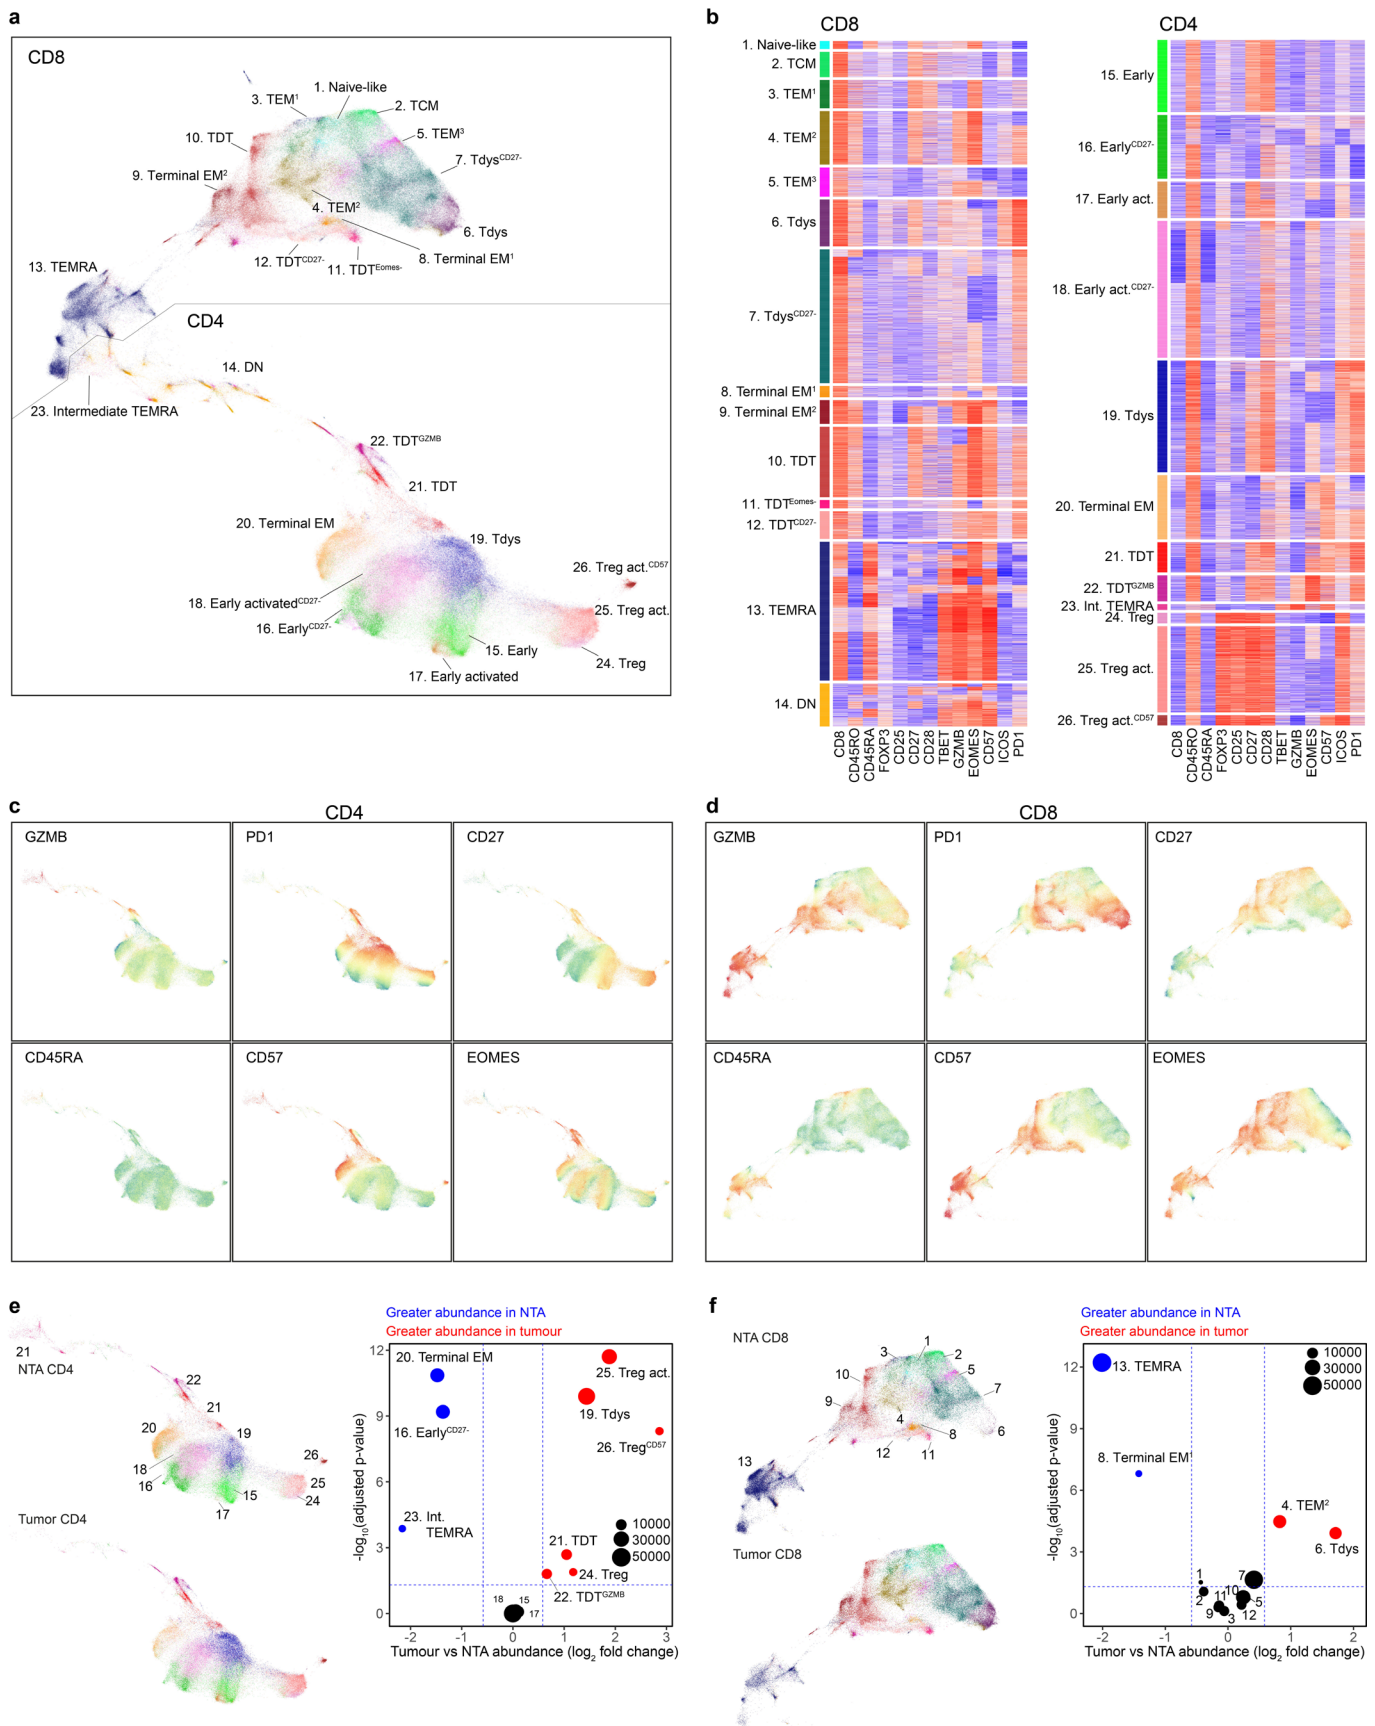 a
CD8
1. Naive-like
3. TEM¹
2. TCM
10. TDT
5. TEM³
7. Tdys^CD27-
9. Terminal EM²
4. TEM²
6. Tdys
8. Terminal EM¹
12. TDT^CD27-
11. TDT^Eomes-
13. TEMRA
CD4
14. DN
23. Intermediate TEMRA
22. TDT^GZMB
21. TDT
20. Terminal EM
19. Tdys
26. Treg act.^CD57
18. Early activated^CD27-
25. Treg act.
16. Early^CD27-
15. Early
24. Treg
17. Early activated
b
CD8
1. Naive-like
2. TCM
3. TEM¹
4. TEM²
5. TEM³
6. Tdys
7. Tdys^CD27-
8. Terminal EM¹
9. Terminal EM²
10. TDT
11. TDT^Eomes-
12. TDT^CD27-
13. TEMRA
14. DN
CD8
CD45RO
CD45RA
FOXP3
CD25
CD27
CD28
TBET
GZMB
EOMES
CD57
ICOS
PD1
CD4
15. Early
16. Early^CD27-
17. Early act.
18. Early act.^CD27-
19. Tdys
20. Terminal EM
21. TDT
22. TDT^GZMB
23. Int. TEMRA
24. Treg
25. Treg act.
26. Treg act.^CD57
CD8
CD45RO
CD45RA
FOXP3
CD25
CD27
CD28
TBET
GZMB
EOMES
CD57
ICOS
PD1
c
CD4
GZMB
PD1
CD27
CD45RA
CD57
EOMES
d
CD8
GZMB
PD1
CD27
CD45RA
CD57
EOMES
e
21
NTA CD4
22
21
20
19
18
26
16
25
15
24
17
Tumor CD4
Greater abundance in NTA
Greater abundance in tumour
12
9
6
3
0
-log₁₀(adjusted p-value)
20. Terminal EM
25. Treg act.
16. Early^CD27-
19. Tdys
26. Treg^CD57
23. Int.
TEMRA
10000
30000
50000
21. TDT
24. Treg
22. TDT^GZMB
18
15
17
-2
-1
0
1
2
3
Tumour vs NTA abundance (log₂ fold change)
f
NTA CD8
1
3
2
10
5
7
9
4
8
6
12
11
13
Tumor CD8
Greater abundance in NTA
Greater abundance in tumor
12
9
6
3
0
-log₁₀(adjusted p-value)
10000
30000
50000
13. TEMRA
8. Terminal EM¹
4. TEM²
6. Tdys
1
7
2
11
10
5
9
3
12
-2
-1
0
1
2
Tumour vs NTA abundance (log₂ fold change)